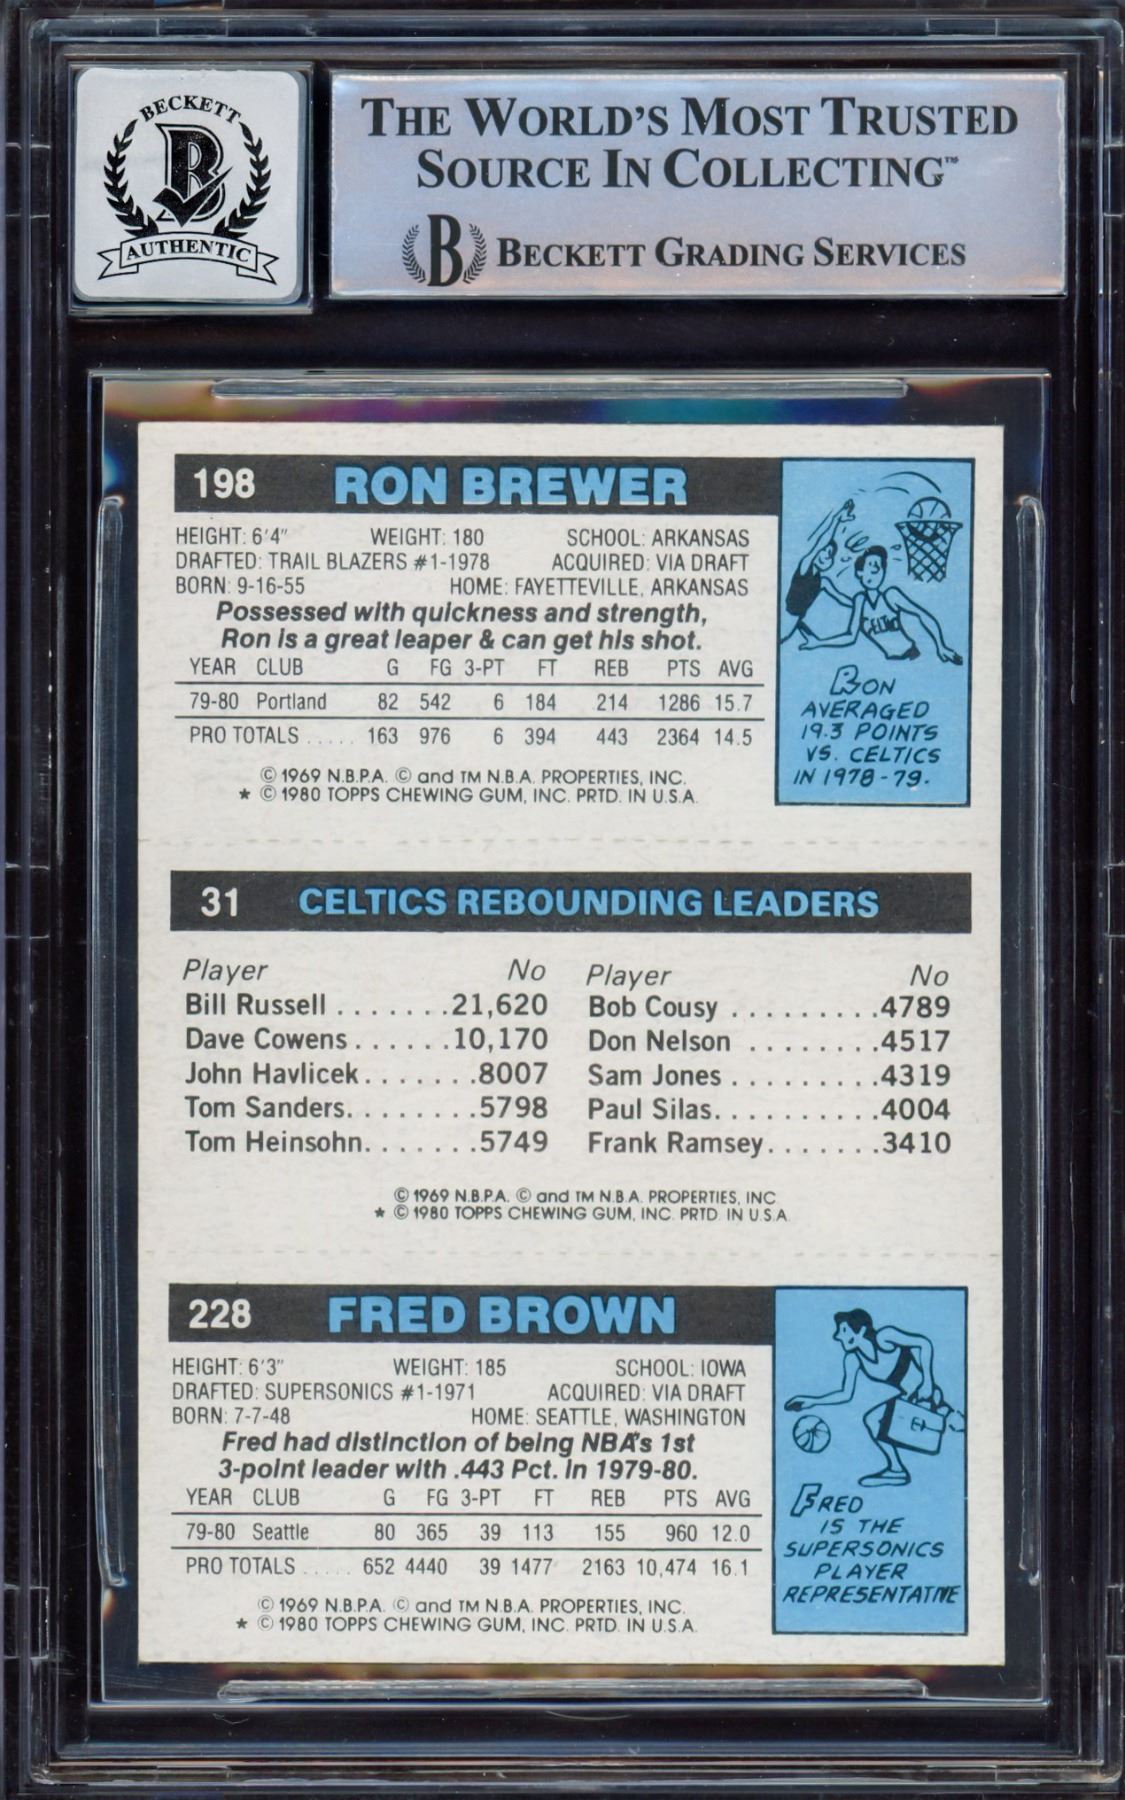 BECKETT
B
AUTHENTIC
THE WORLD'S MOST TRUSTED
SOURCE IN COLLECTING™
B BECKETT GRADING SERVICES
198 RON BREWER
HEIGHT: 6'4" WEIGHT: 180 SCHOOL: ARKANSAS
DRAFTED: TRAIL BLAZERS #1-1978 ACQUIRED: VIA DRAFT
BORN: 9-16-55 HOME: FAYETTEVILLE, ARKANSAS
Possessed with quickness and strength,
Ron is a great leaper & can get his shot.
YEAR CLUB G FG 3-PT FT REB PTS AVG
79-80 Portland 82 542 6 184 214 1286 15.7
PRO TOTALS ..... 163 976 6 394 443 2364 14.5
© 1969 N.B.P.A. © and TM N.B.A. PROPERTIES, INC.
★ © 1980 TOPPS CHEWING GUM, INC. PRTD. IN U.S.A.
CELTIC
RON
AVERAGED
19.3 POINTS
VS. CELTICS
IN 1978-79.
31 CELTICS REBOUNDING LEADERS
Player No Player No
Bill Russell .......21,620 Bob Cousy .........4789
Dave Cowens......10,170 Don Nelson ........4517
John Havlicek.......8007 Sam Jones .........4319
Tom Sanders........5798 Paul Silas..........4004
Tom Heinsohn.......5749 Frank Ramsey.......3410
© 1969 N.B.P.A. © and TM N.B.A. PROPERTIES, INC
★ © 1980 TOPPS CHEWING GUM, INC. PRTD. IN U.S.A.
228 FRED BROWN
HEIGHT: 6'3" WEIGHT: 185 SCHOOL: IOWA
DRAFTED: SUPERSONICS #1-1971 ACQUIRED: VIA DRAFT
BORN: 7-7-48 HOME: SEATTLE, WASHINGTON
Fred had distinction of being NBA's 1st
3-point leader with .443 Pct. in 1979-80.
YEAR CLUB G FG 3-PT FT REB PTS AVG
79-80 Seattle 80 365 39 113 155 960 12.0
PRO TOTALS ..... 652 4440 39 1477 2163 10,474 16.1
© 1969 N.B.P.A. © and TM N.B.A. PROPERTIES, INC.
★ © 1980 TOPPS CHEWING GUM, INC. PRTD. IN U.S.A.
FRED
IS THE
SUPERSONICS
PLAYER
REPRESENTATIVE